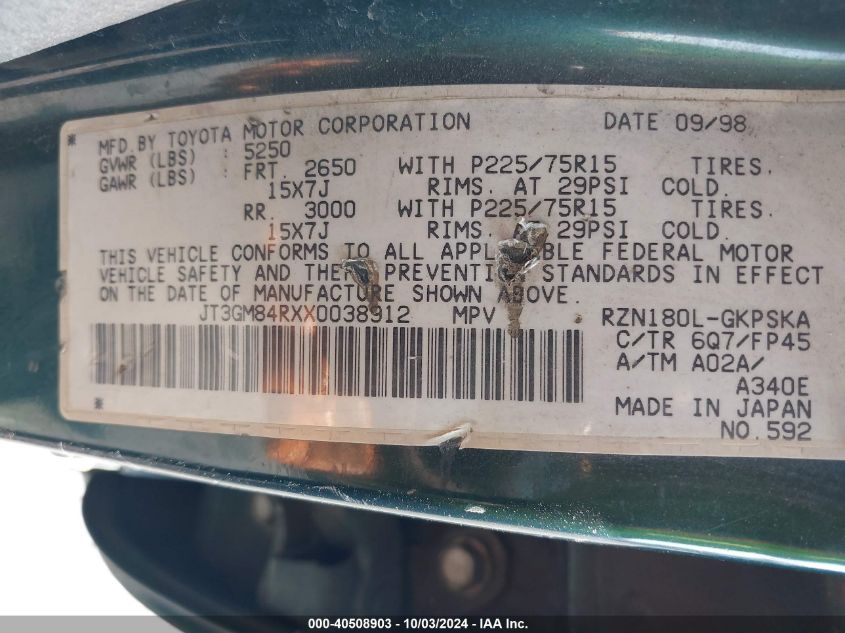 MFD.BY TOYOTA MOTOR CORPORATION DATE 09/98
GVWR (LBS) : 5250
GAWR (LBS) : FRT. 2650 WITH P225/75R15 TIRES.
15X7J RIMS. AT 29PSI COLD.
RR. 3000 WITH P225/75R15 TIRES.
15X7J RIMS. 29PSI COLD.
THIS VEHICLE CONFORMS TO ALL FEDERAL MOTOR
VEHICLE SAFETY AND STANDARDS IN EFFECT
ON THE DATE OF MANUFACTURE SHOWN ABOVE.
JT3GM84RXX0038912 MPV RZN180L-GKPSKA
C/TR 6Q7/FP45
A/TM A02A/
A340E
MADE IN JAPAN
NO.592
000-40508903 / 10/03/2024 - IAA Inc.